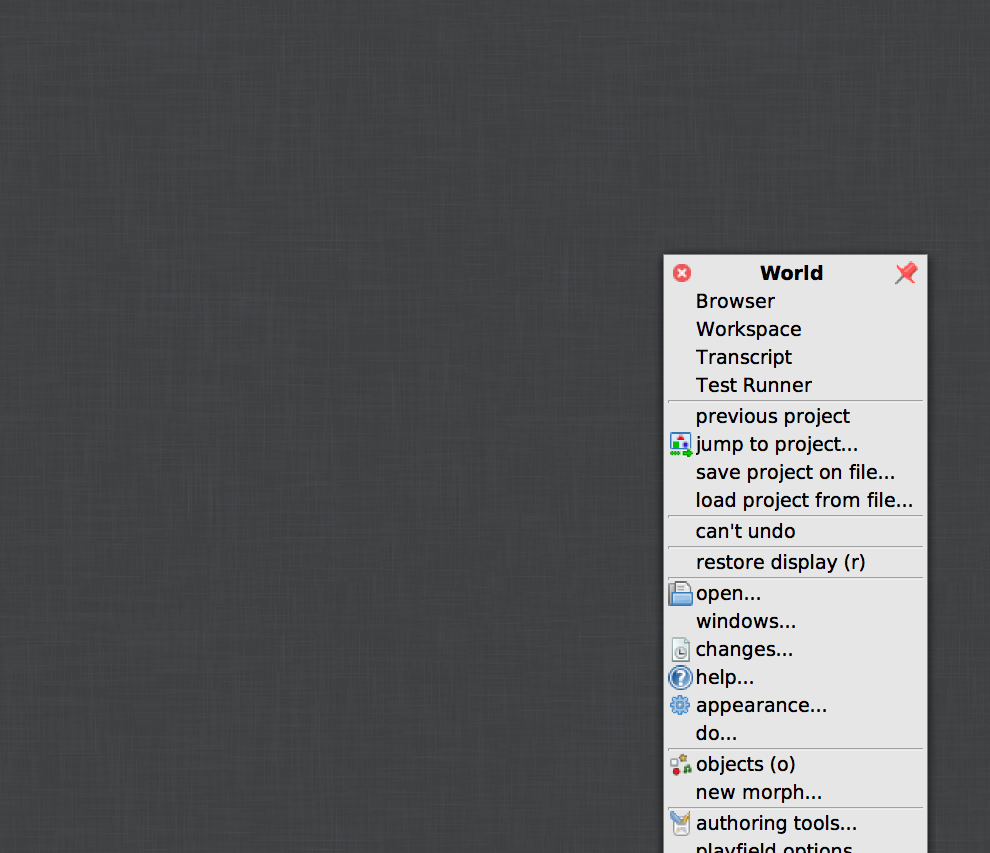 World
Browser
Workspace
Transcript
Test Runner
previous project
jump to project...
save project on file...
load project from file...
can't undo
restore display (r)
open...
windows...
changes...
help...
appearance...
do...
objects (o)
new morph...
authoring tools...
playfield options